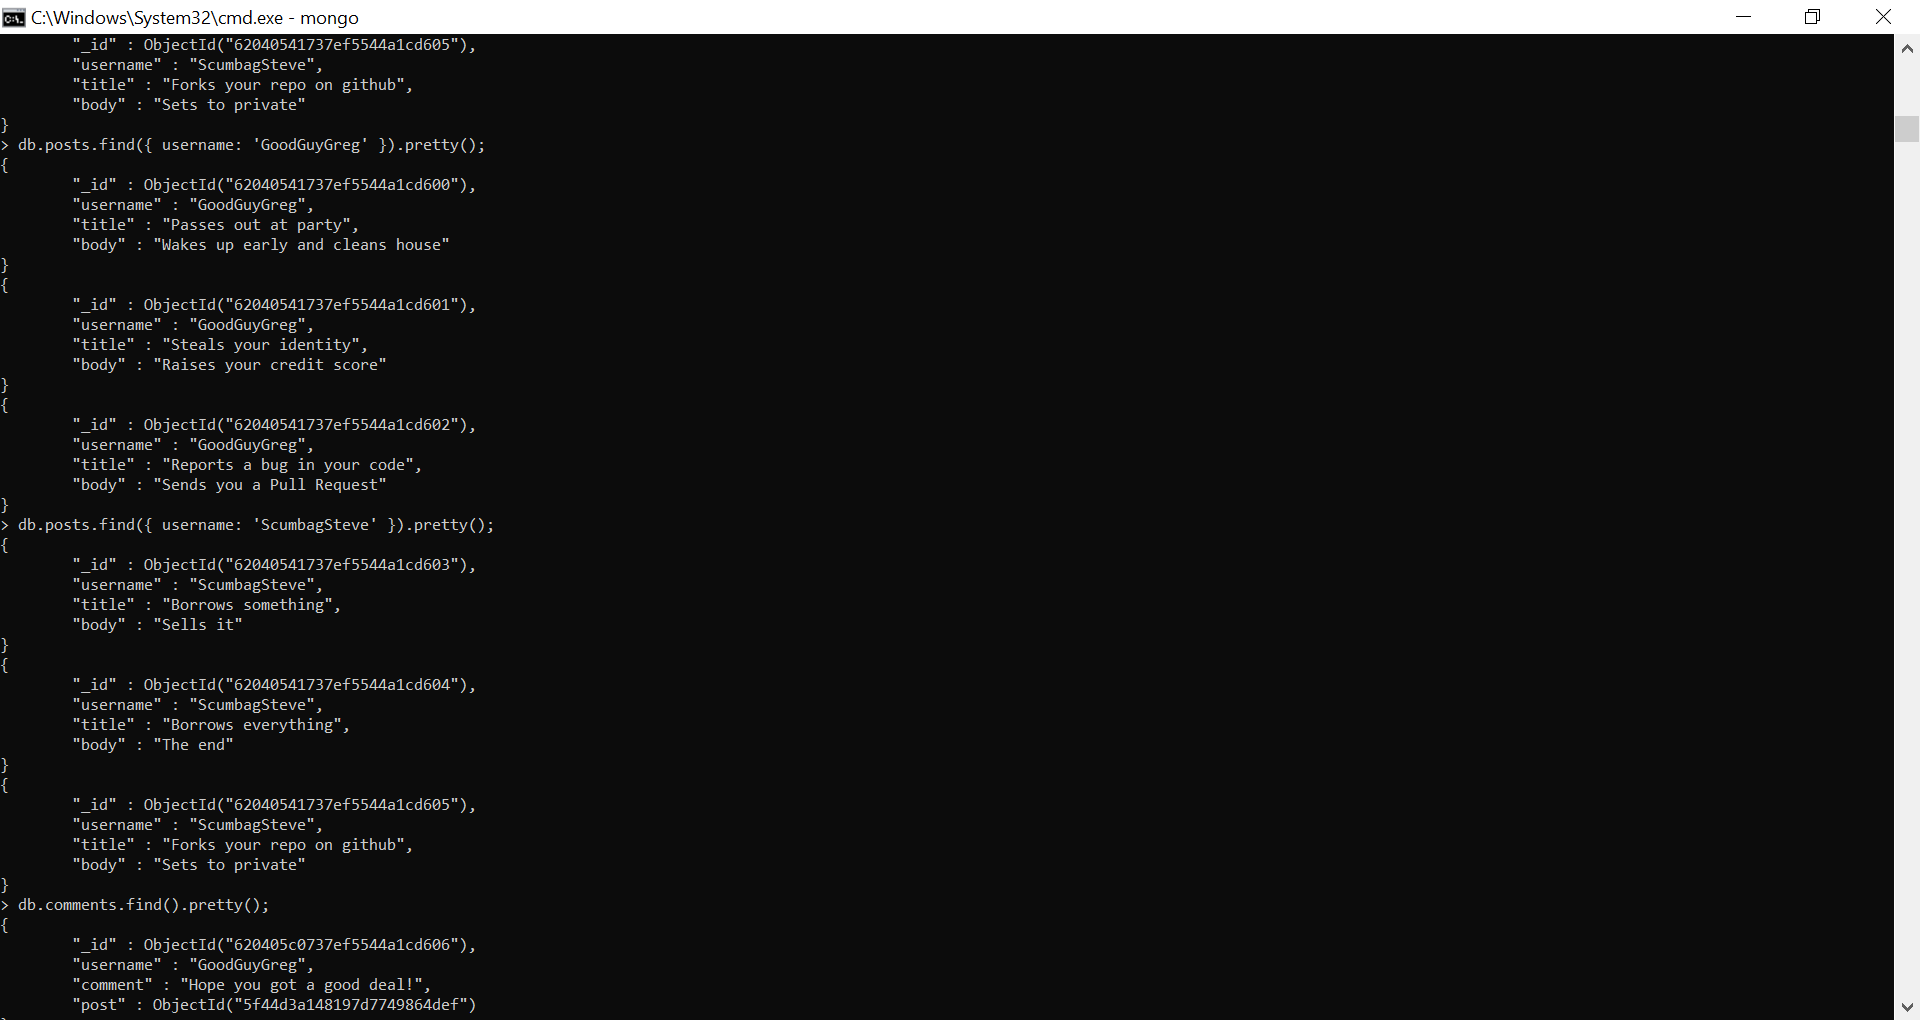 C:\Windows\System32\cmd.exe - mongo
"_id" : ObjectId("62040541737ef5544a1cd605"),
"username" : "ScumbagSteve",
"title" : "Forks your repo on github",
"body" : "Sets to private"
}
> db.posts.find({ username: 'GoodGuyGreg' }).pretty();
{
"_id" : ObjectId("62040541737ef5544a1cd600"),
"username" : "GoodGuyGreg",
"title" : "Passes out at party",
"body" : "Wakes up early and cleans house"
}
{
"_id" : ObjectId("62040541737ef5544a1cd601"),
"username" : "GoodGuyGreg",
"title" : "Steals your identity",
"body" : "Raises your credit score"
}
{
"_id" : ObjectId("62040541737ef5544a1cd602"),
"username" : "GoodGuyGreg",
"title" : "Reports a bug in your code",
"body" : "Sends you a Pull Request"
}
> db.posts.find({ username: 'ScumbagSteve' }).pretty();
{
"_id" : ObjectId("62040541737ef5544a1cd603"),
"username" : "ScumbagSteve",
"title" : "Borrows something",
"body" : "Sells it"
}
{
"_id" : ObjectId("62040541737ef5544a1cd604"),
"username" : "ScumbagSteve",
"title" : "Borrows everything",
"body" : "The end"
}
{
"_id" : ObjectId("62040541737ef5544a1cd605"),
"username" : "ScumbagSteve",
"title" : "Forks your repo on github",
"body" : "Sets to private"
}
> db.comments.find().pretty();
{
"_id" : ObjectId("620405c0737ef5544a1cd606"),
"username" : "GoodGuyGreg",
"comment" : "Hope you got a good deal!",
"post" : ObjectId("5f44d3a148197d7749864def")